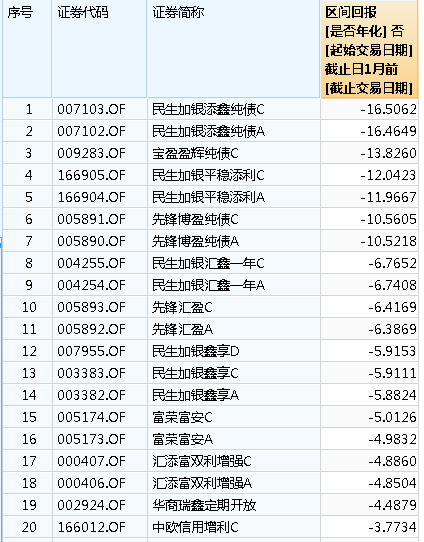 序号 证券代码 证券简称 区间回报
[是否年化] 否
[起始交易日期]
截止日1月前
[截止交易日期]
1 007103.OF 民生加银添鑫纯债C -16.5062
2 007102.OF 民生加银添鑫纯债A -16.4649
3 009283.OF 宝盈盈辉纯债C -13.8260
4 166905.OF 民生加银平稳添利C -12.0423
5 166904.OF 民生加银平稳添利A -11.9667
6 005891.OF 先锋博盈纯债C -10.5605
7 005890.OF 先锋博盈纯债A -10.5218
8 004255.OF 民生加银汇鑫一年C -6.7652
9 004254.OF 民生加银汇鑫一年A -6.7408
10 005893.OF 先锋汇盈C -6.4169
11 005892.OF 先锋汇盈A -6.3869
12 007955.OF 民生加银鑫享D -5.9153
13 003383.OF 民生加银鑫享C -5.9111
14 003382.OF 民生加银鑫享A -5.8824
15 005174.OF 富荣富安C -5.0126
16 005173.OF 富荣富安A -4.9832
17 000407.OF 汇添富双利增强C -4.8860
18 000406.OF 汇添富双利增强A -4.8504
19 002924.OF 华商瑞鑫定期开放 -4.4879
20 166012.OF 中欧信用增利C -3.7734